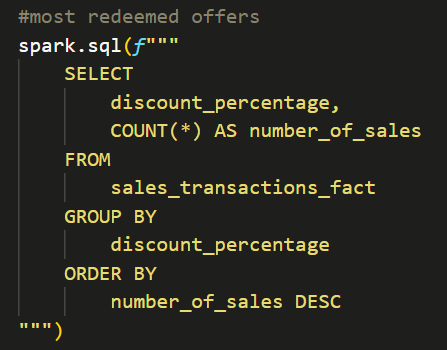 #most redeemed offers
spark.sql(f"""
    SELECT
        discount_percentage,
        COUNT(*) AS number_of_sales
    FROM
        sales_transactions_fact
    GROUP BY
        discount_percentage
    ORDER BY
        number_of_sales DESC
""")